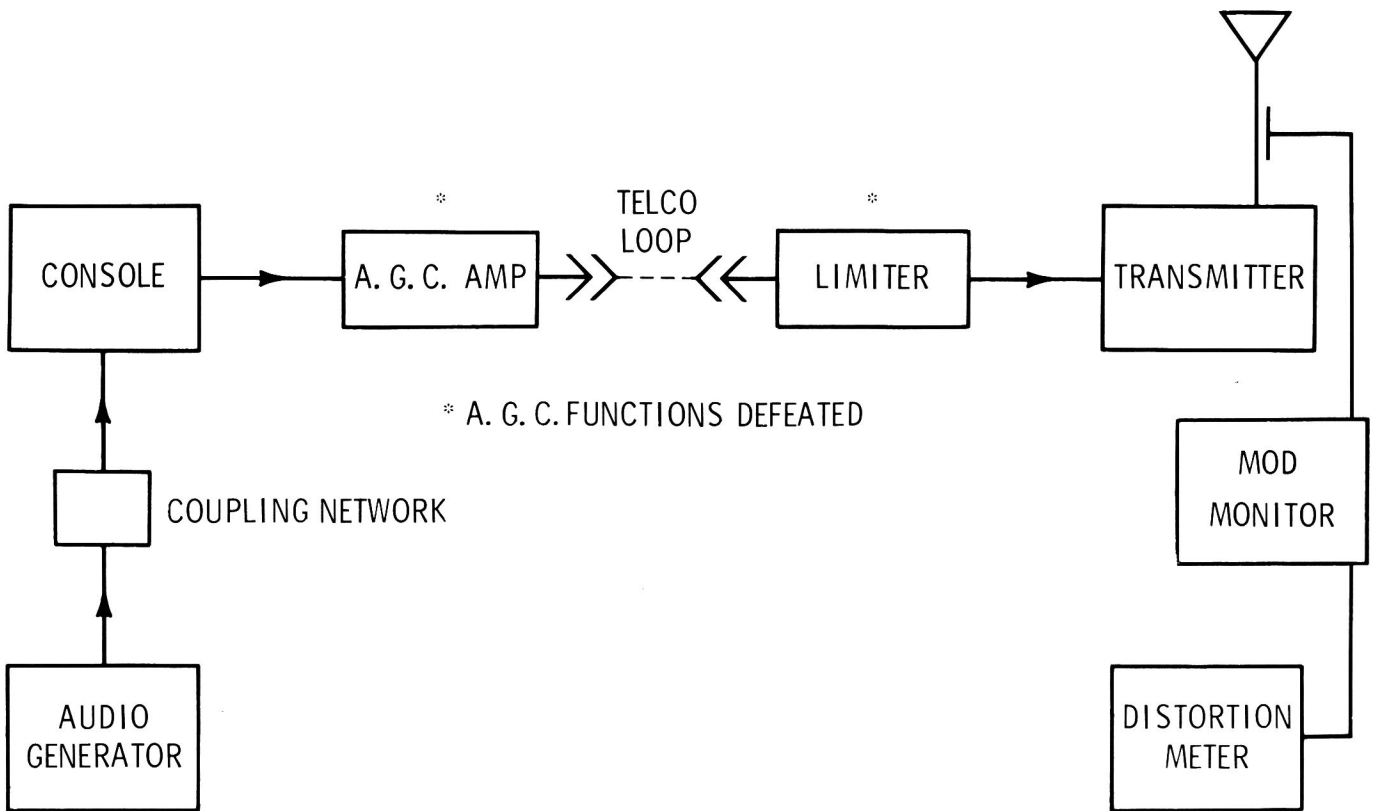 *
TELCO
LOOP
*
CONSOLE
A. G. C. AMP
LIMITER
TRANSMITTER
* A. G. C. FUNCTIONS DEFEATED
COUPLING NETWORK
MOD
MONITOR
AUDIO
GENERATOR
DISTORTION
METER